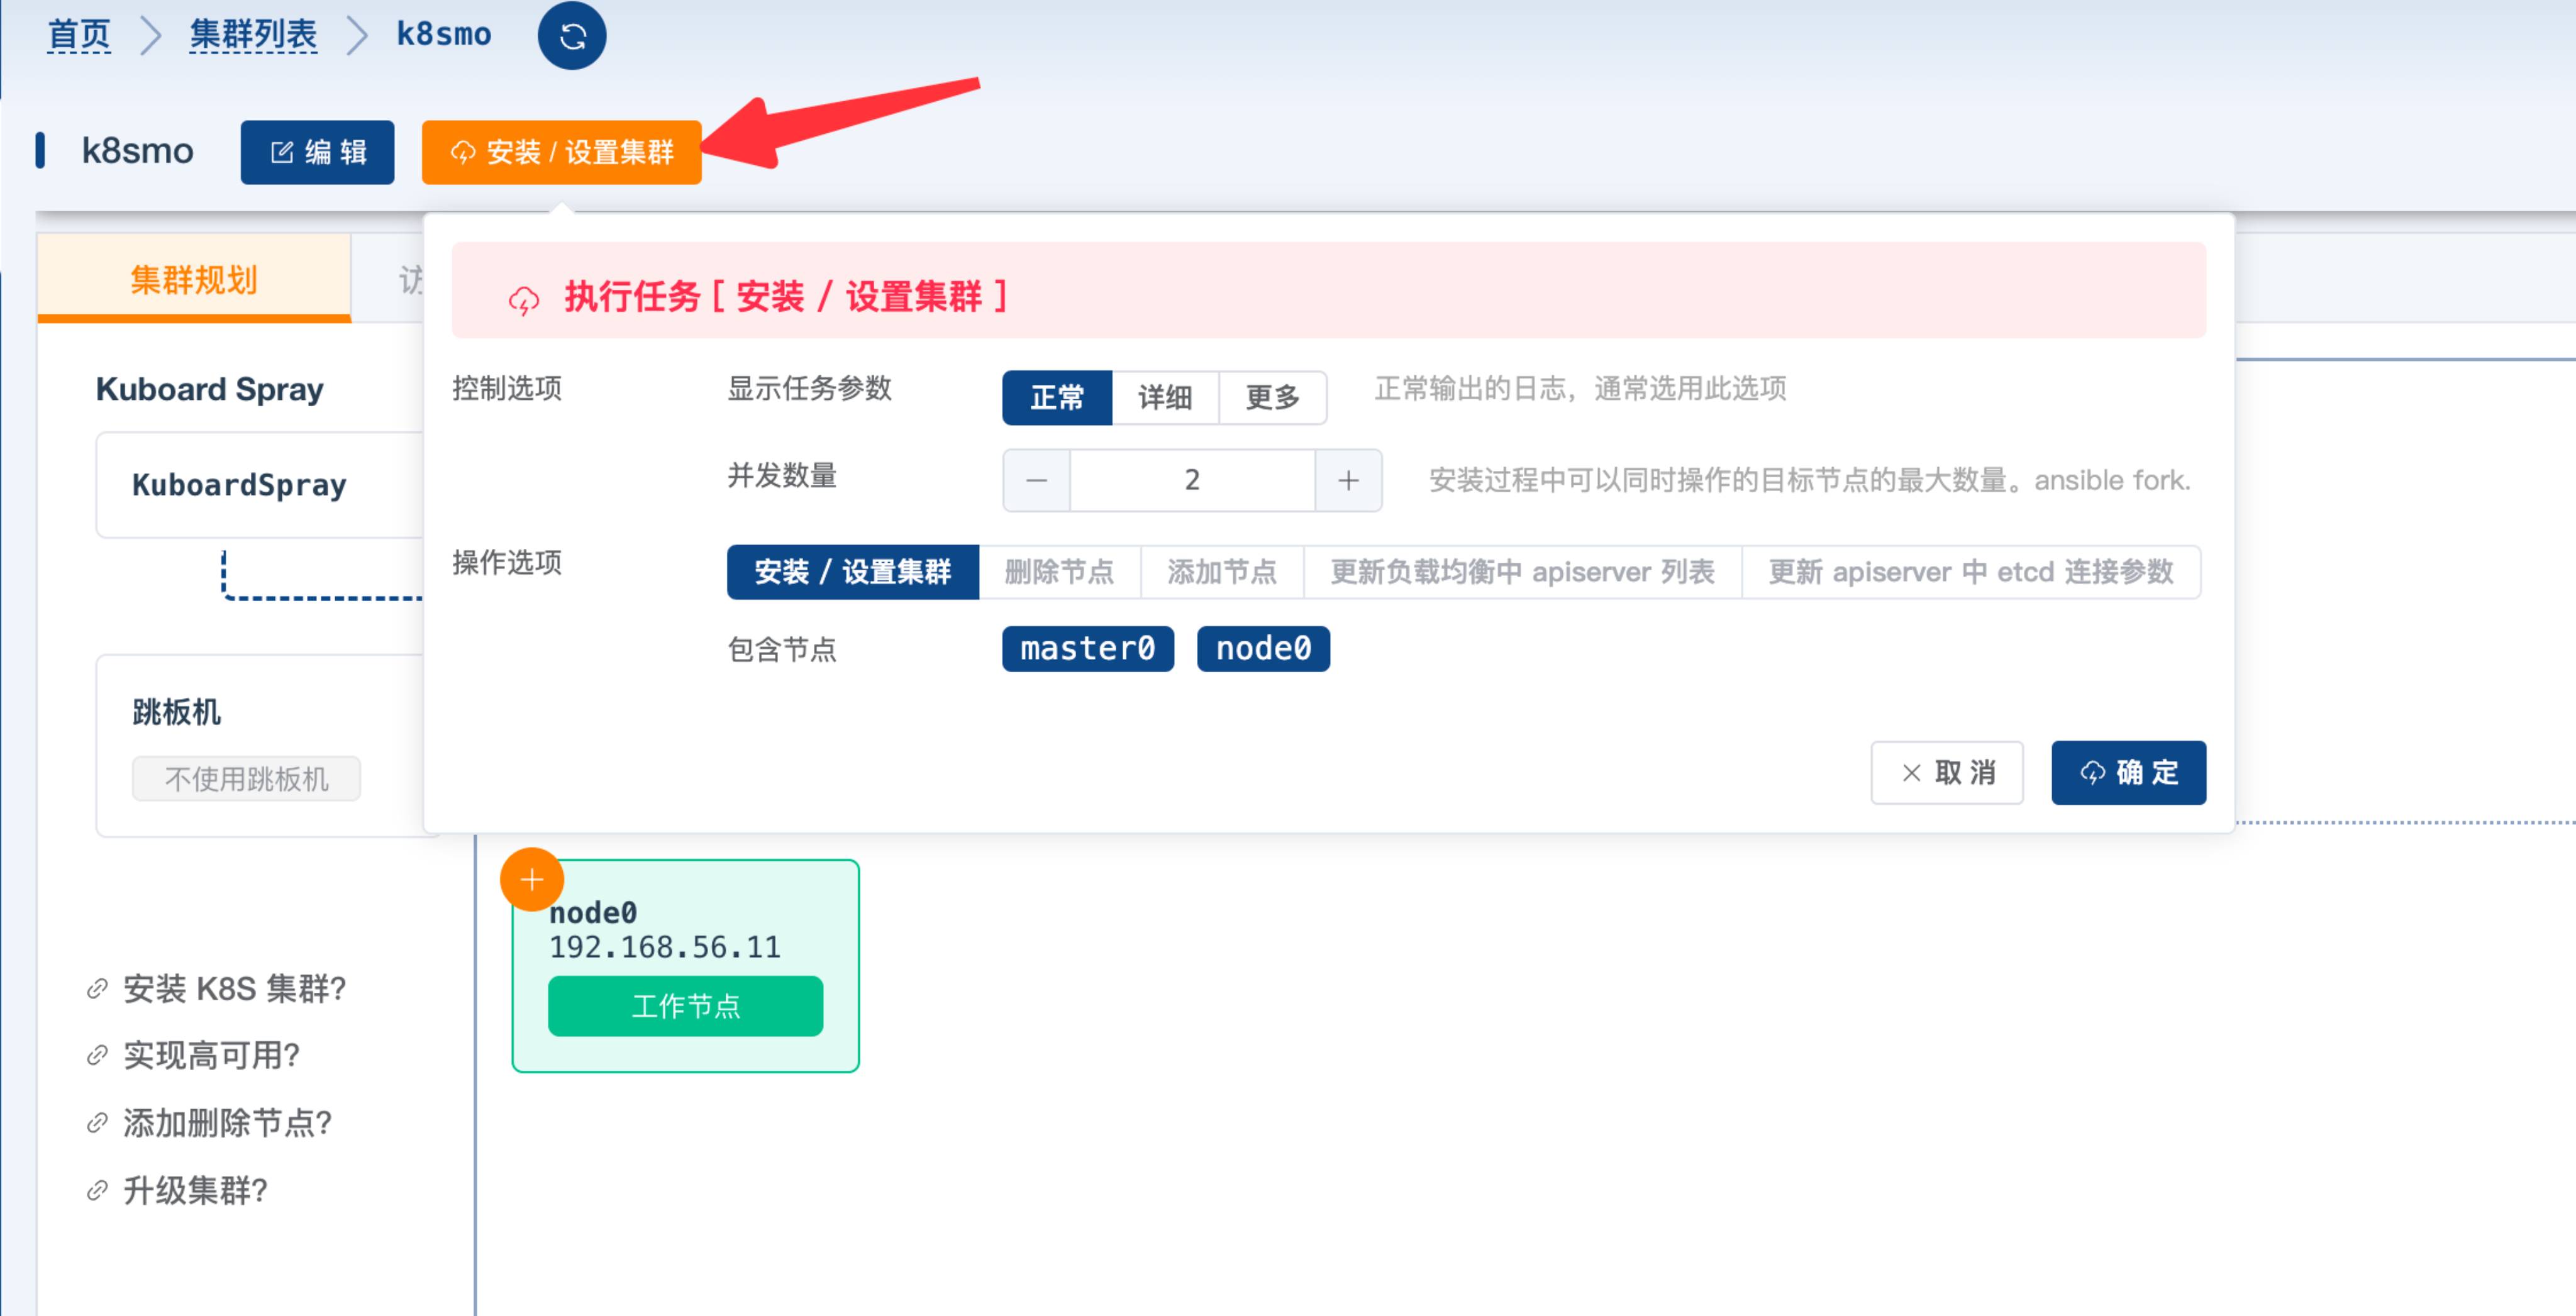 首页 集群列表 k8smo
k8smo 编 辑 安装 / 设置集群
集群规划
执行任务 [ 安装 / 设置集群 ]
控制选项 显示任务参数 正常 详细 更多 正常输出的日志，通常选用此选项
并发数量 2 安装过程中可以同时操作的目标节点的最大数量。ansible fork.
操作选项 安装 / 设置集群 删除节点 添加节点 更新负载均衡中 apiserver 列表 更新 apiserver 中 etcd 连接参数
包含节点 master0 node0
取 消 确 定
Kuboard Spray
KuboardSpray
跳板机
不使用跳板机
node0
192.168.56.11
工作节点
安装 K8S 集群?
实现高可用?
添加删除节点?
升级集群?